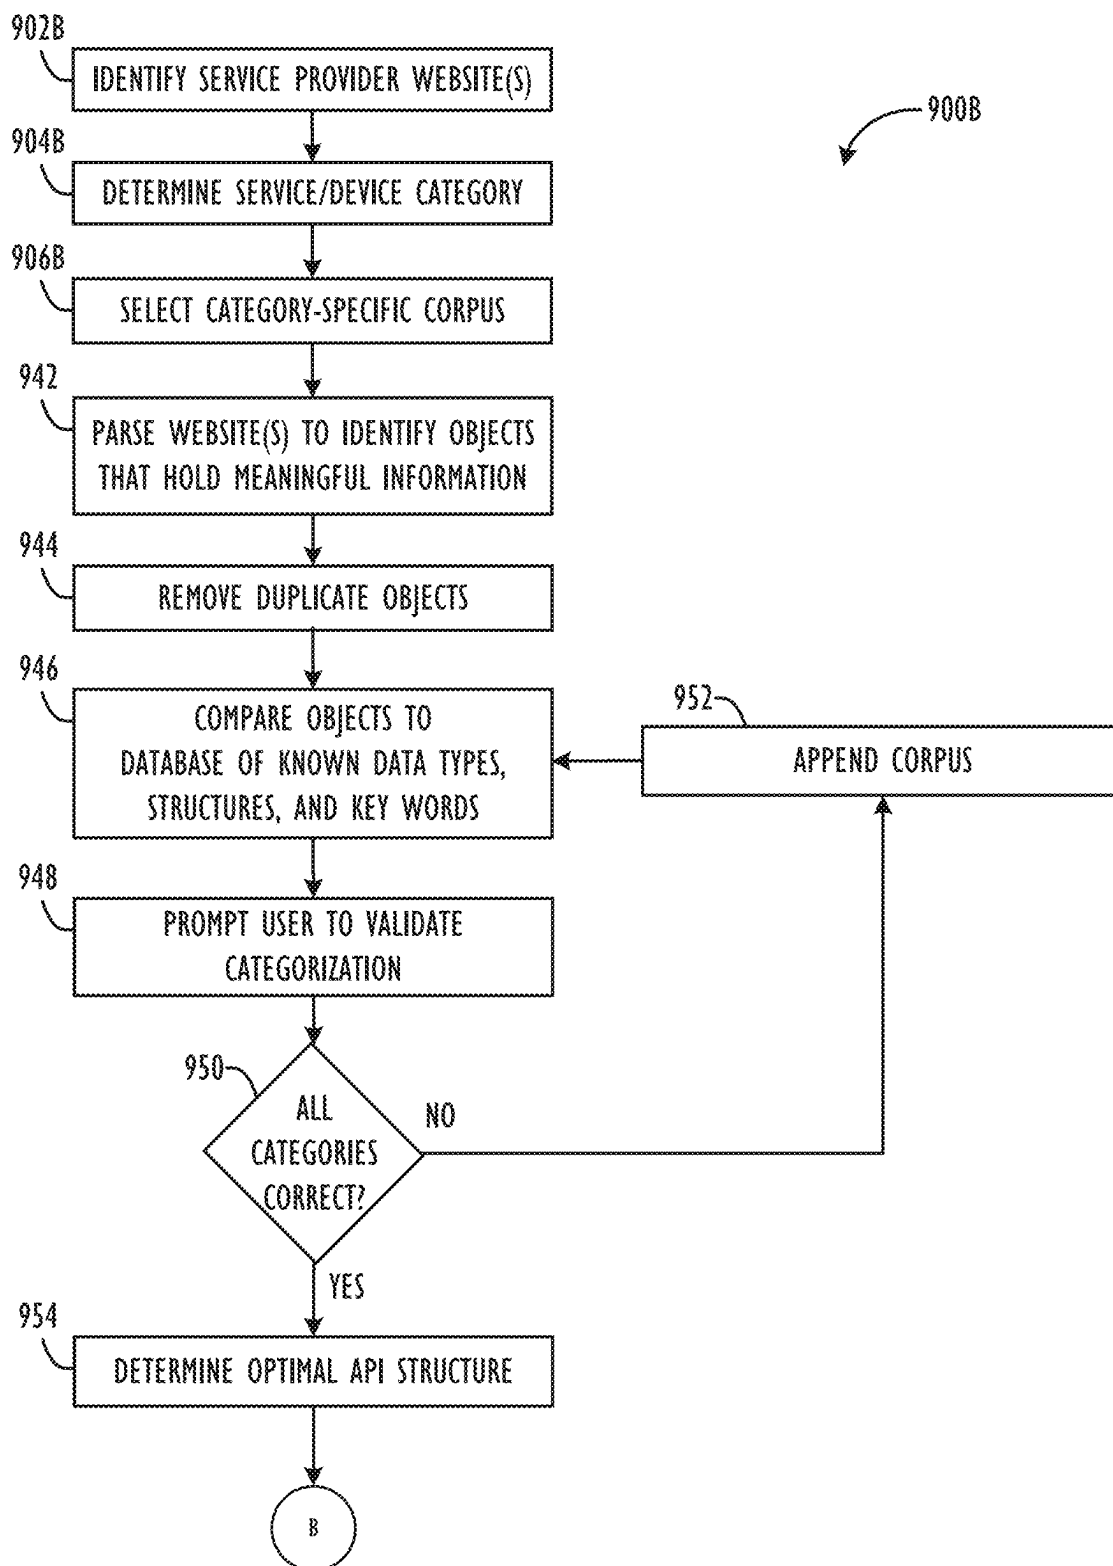 902B
IDENTIFY SERVICE PROVIDER WEBSITE(S)
900B
904B
DETERMINE SERVICE/DEVICE CATEGORY
906B
SELECT CATEGORY-SPECIFIC CORPUS
942
PARSE WEBSITE(S) TO IDENTIFY OBJECTS
THAT HOLD MEANINGFUL INFORMATION
944
REMOVE DUPLICATE OBJECTS
946
COMPARE OBJECTS TO
DATABASE OF KNOWN DATA TYPES,
STRUCTURES, AND KEY WORDS
952
APPEND CORPUS
948
PROMPT USER TO VALIDATE
CATEGORIZATION
950
ALL
CATEGORIES
CORRECT?
NO
YES
954
DETERMINE OPTIMAL API STRUCTURE
B